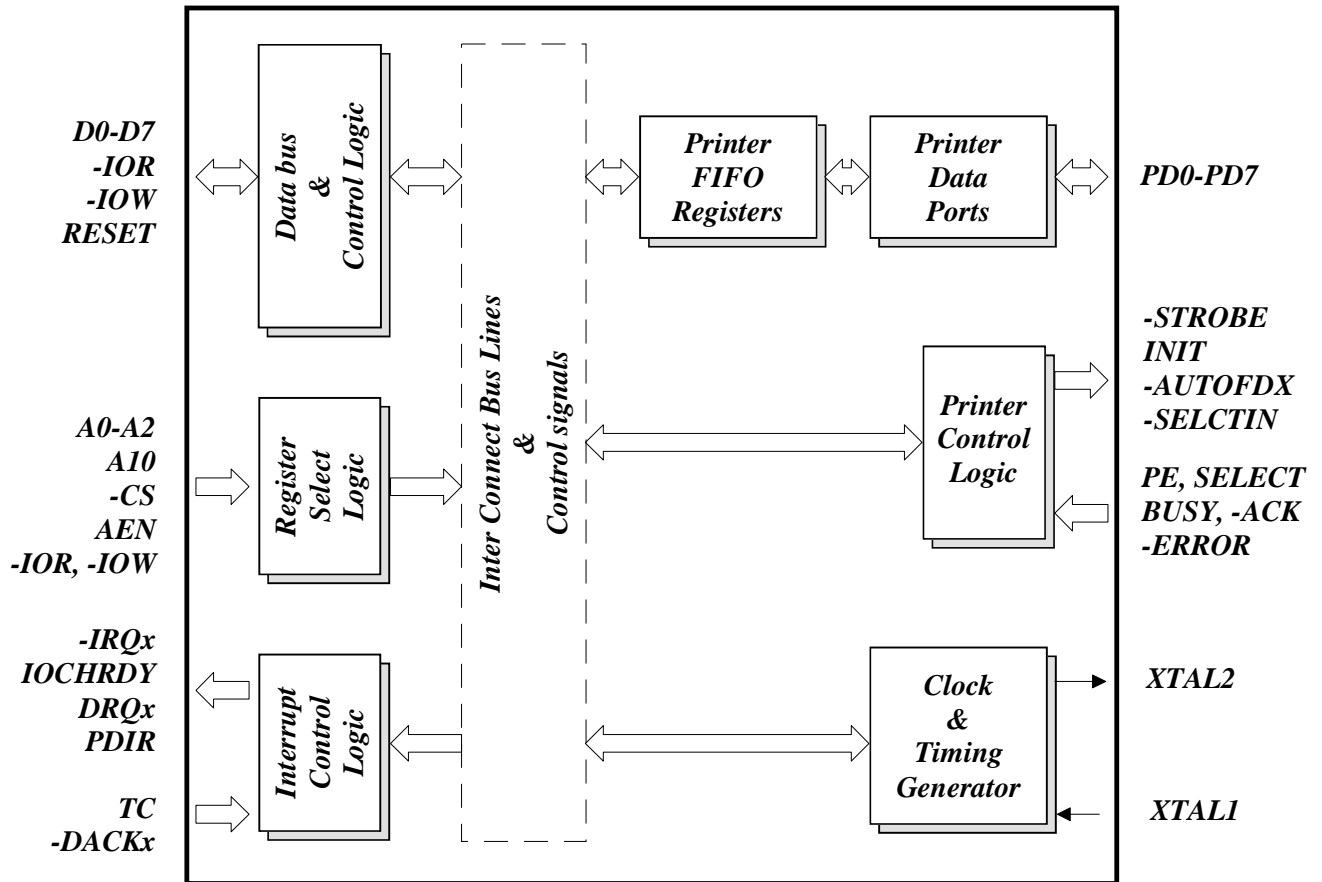 D0-D7
-IOR
-IOW
RESET
Data bus
&
Control Logic
A0-A2
A10
-CS
AEN
-IOR, -IOW
Register
Select
Logic
-IRQx
IOCHRDY
DRQx
PDIR
TC
-DACKx
Interrupt
Control
Logic
Inter Connect Bus Lines
&
Control signals
Printer
FIFO
Registers
Printer
Data
Ports
PD0-PD7
Printer
Control
Logic
-STROBE
INIT
-AUTOFDX
-SELCTIN
PE, SELECT
BUSY, -ACK
-ERROR
Clock
&
Timing
Generator
XTAL2
XTAL1